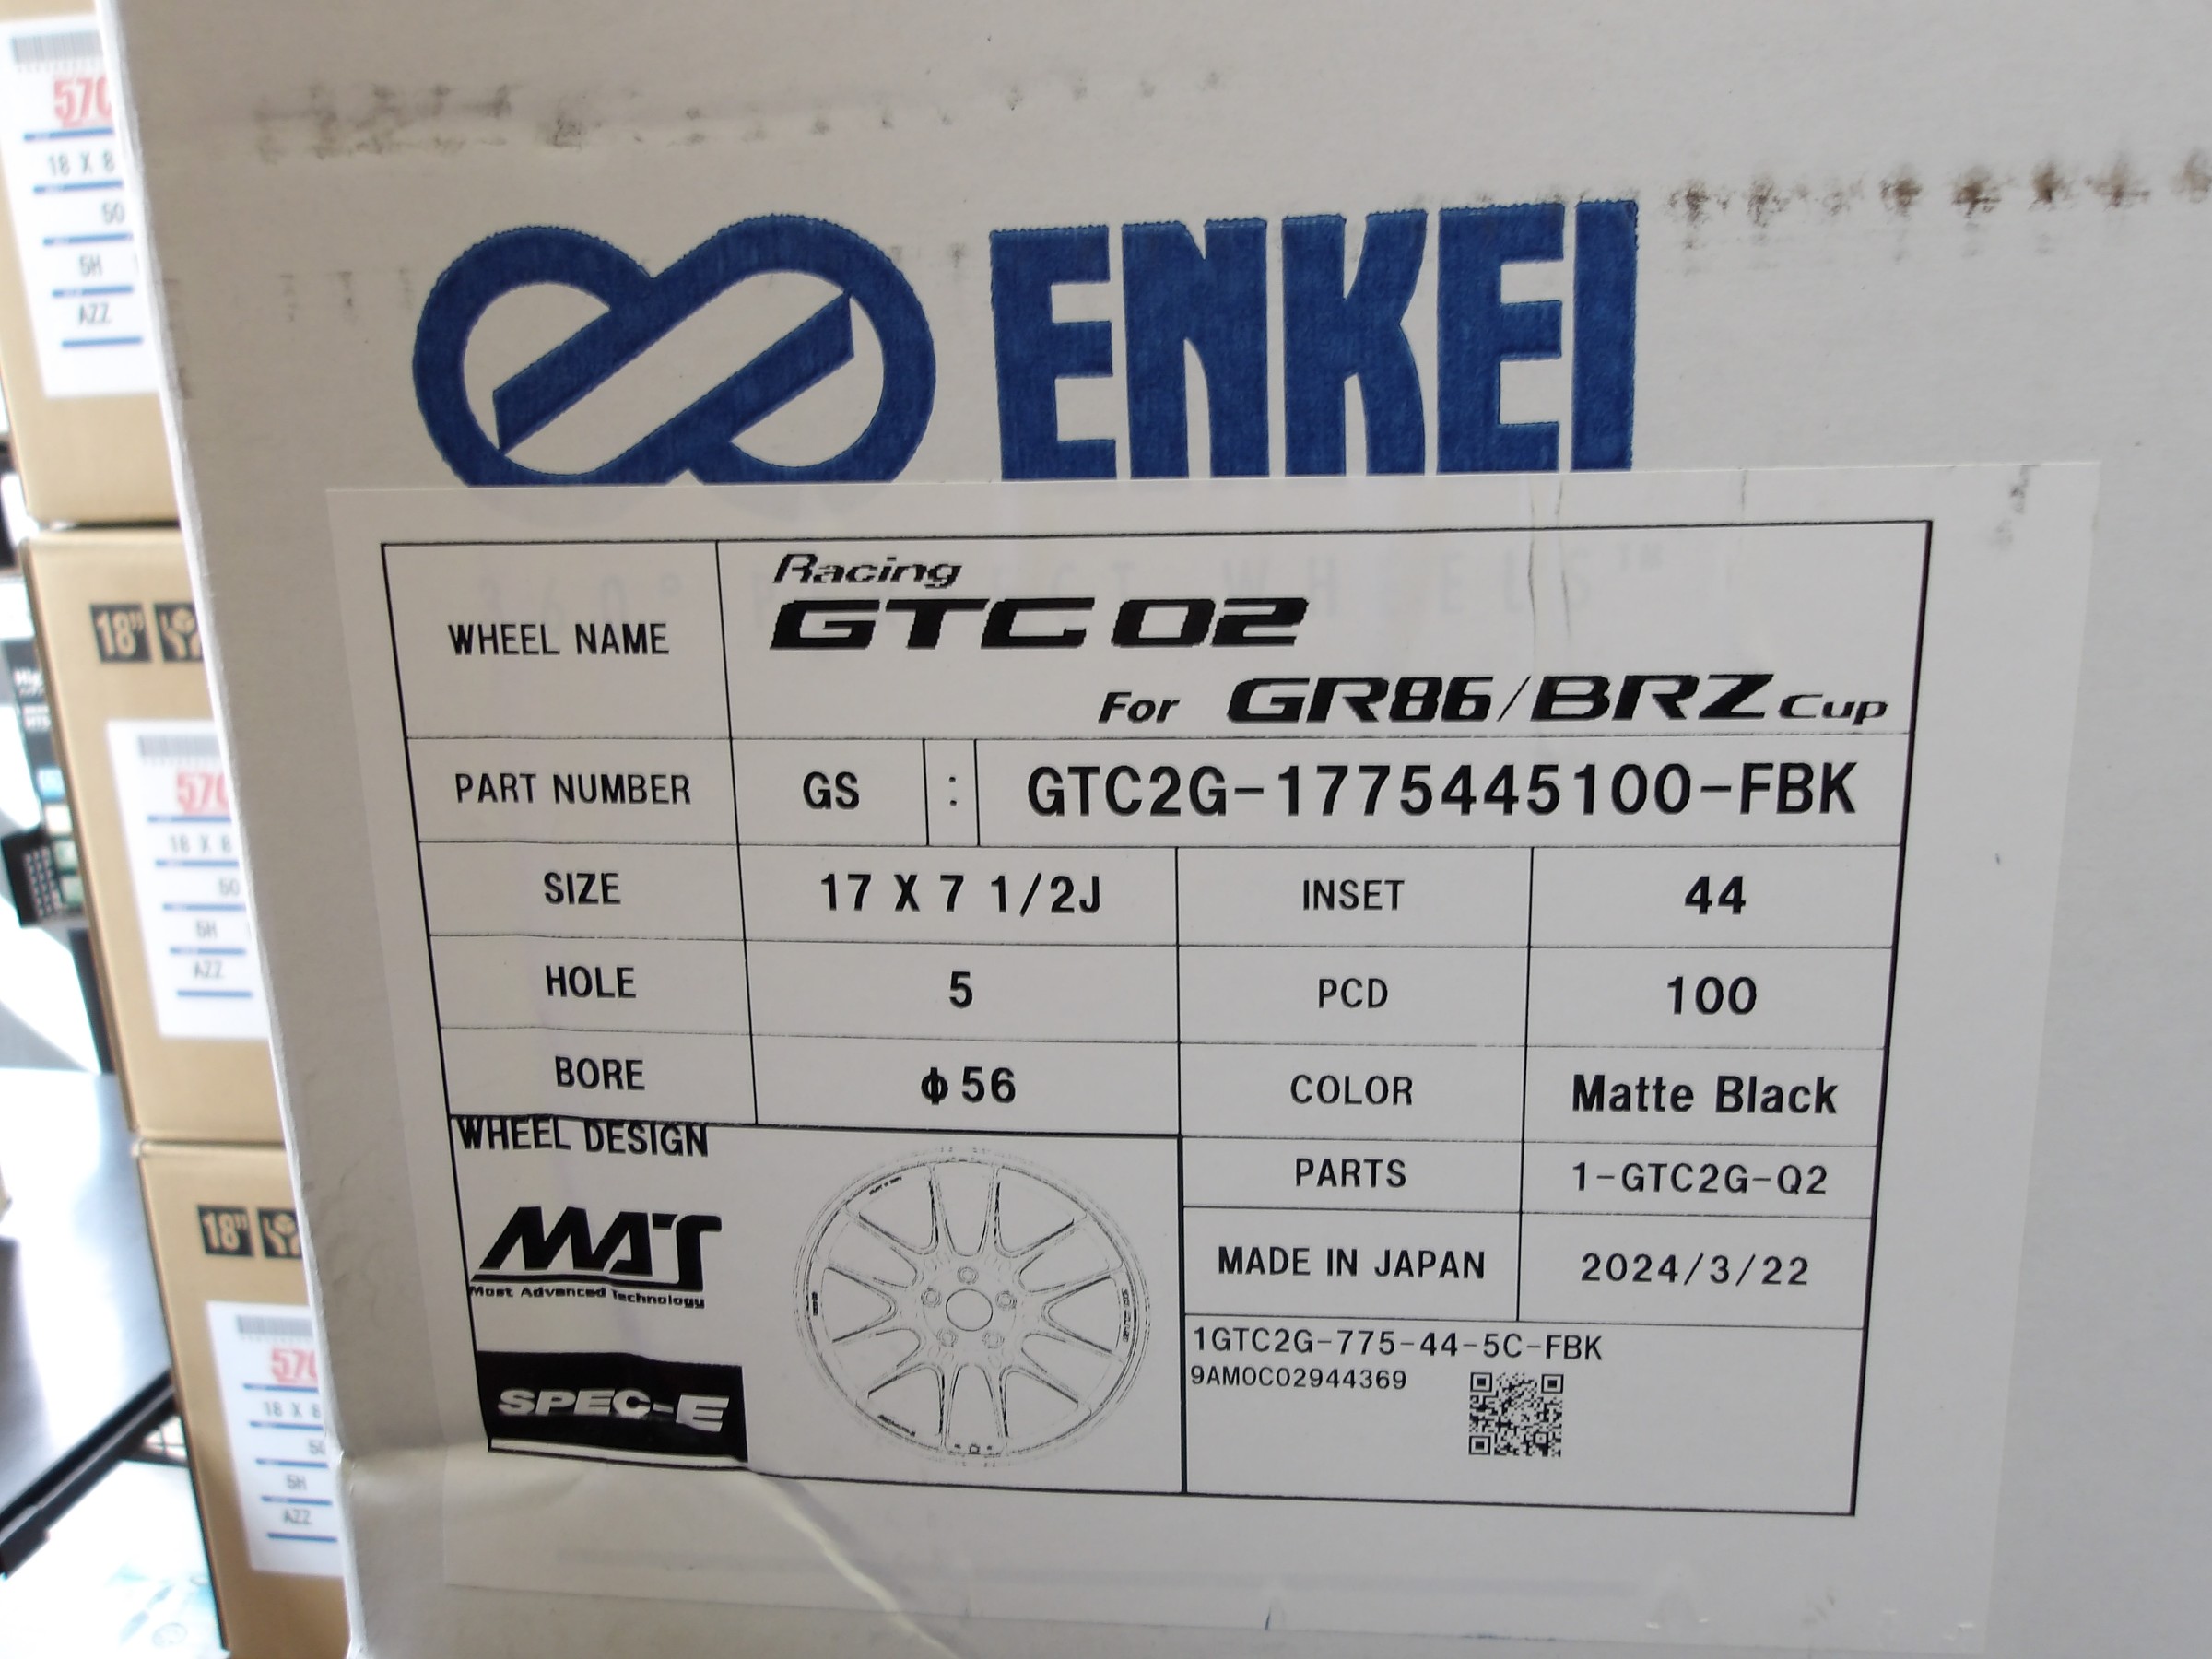 ENKEI
WHEEL NAME
Racing
GTC 02
For GR86/BRZ Cup
PART NUMBER GS : GTC2G-1775445100-FBK
SIZE 17 X 7 1/2J INSET 44
HOLE 5 PCD 100
BORE φ56 COLOR Matte Black
WHEEL DESIGN
MAT
Most Advanced Technology
SPEC-E
PARTS 1-GTC2G-Q2
MADE IN JAPAN 2024/3/22
1GTC2G-775-44-5C-FBK
9AM0C02944369
57C
18 X 8
50
5H
AZZ
18"
57C
18 X 8
50
5H
AZZ
18"
57C
18 X 8
5H
AZZ